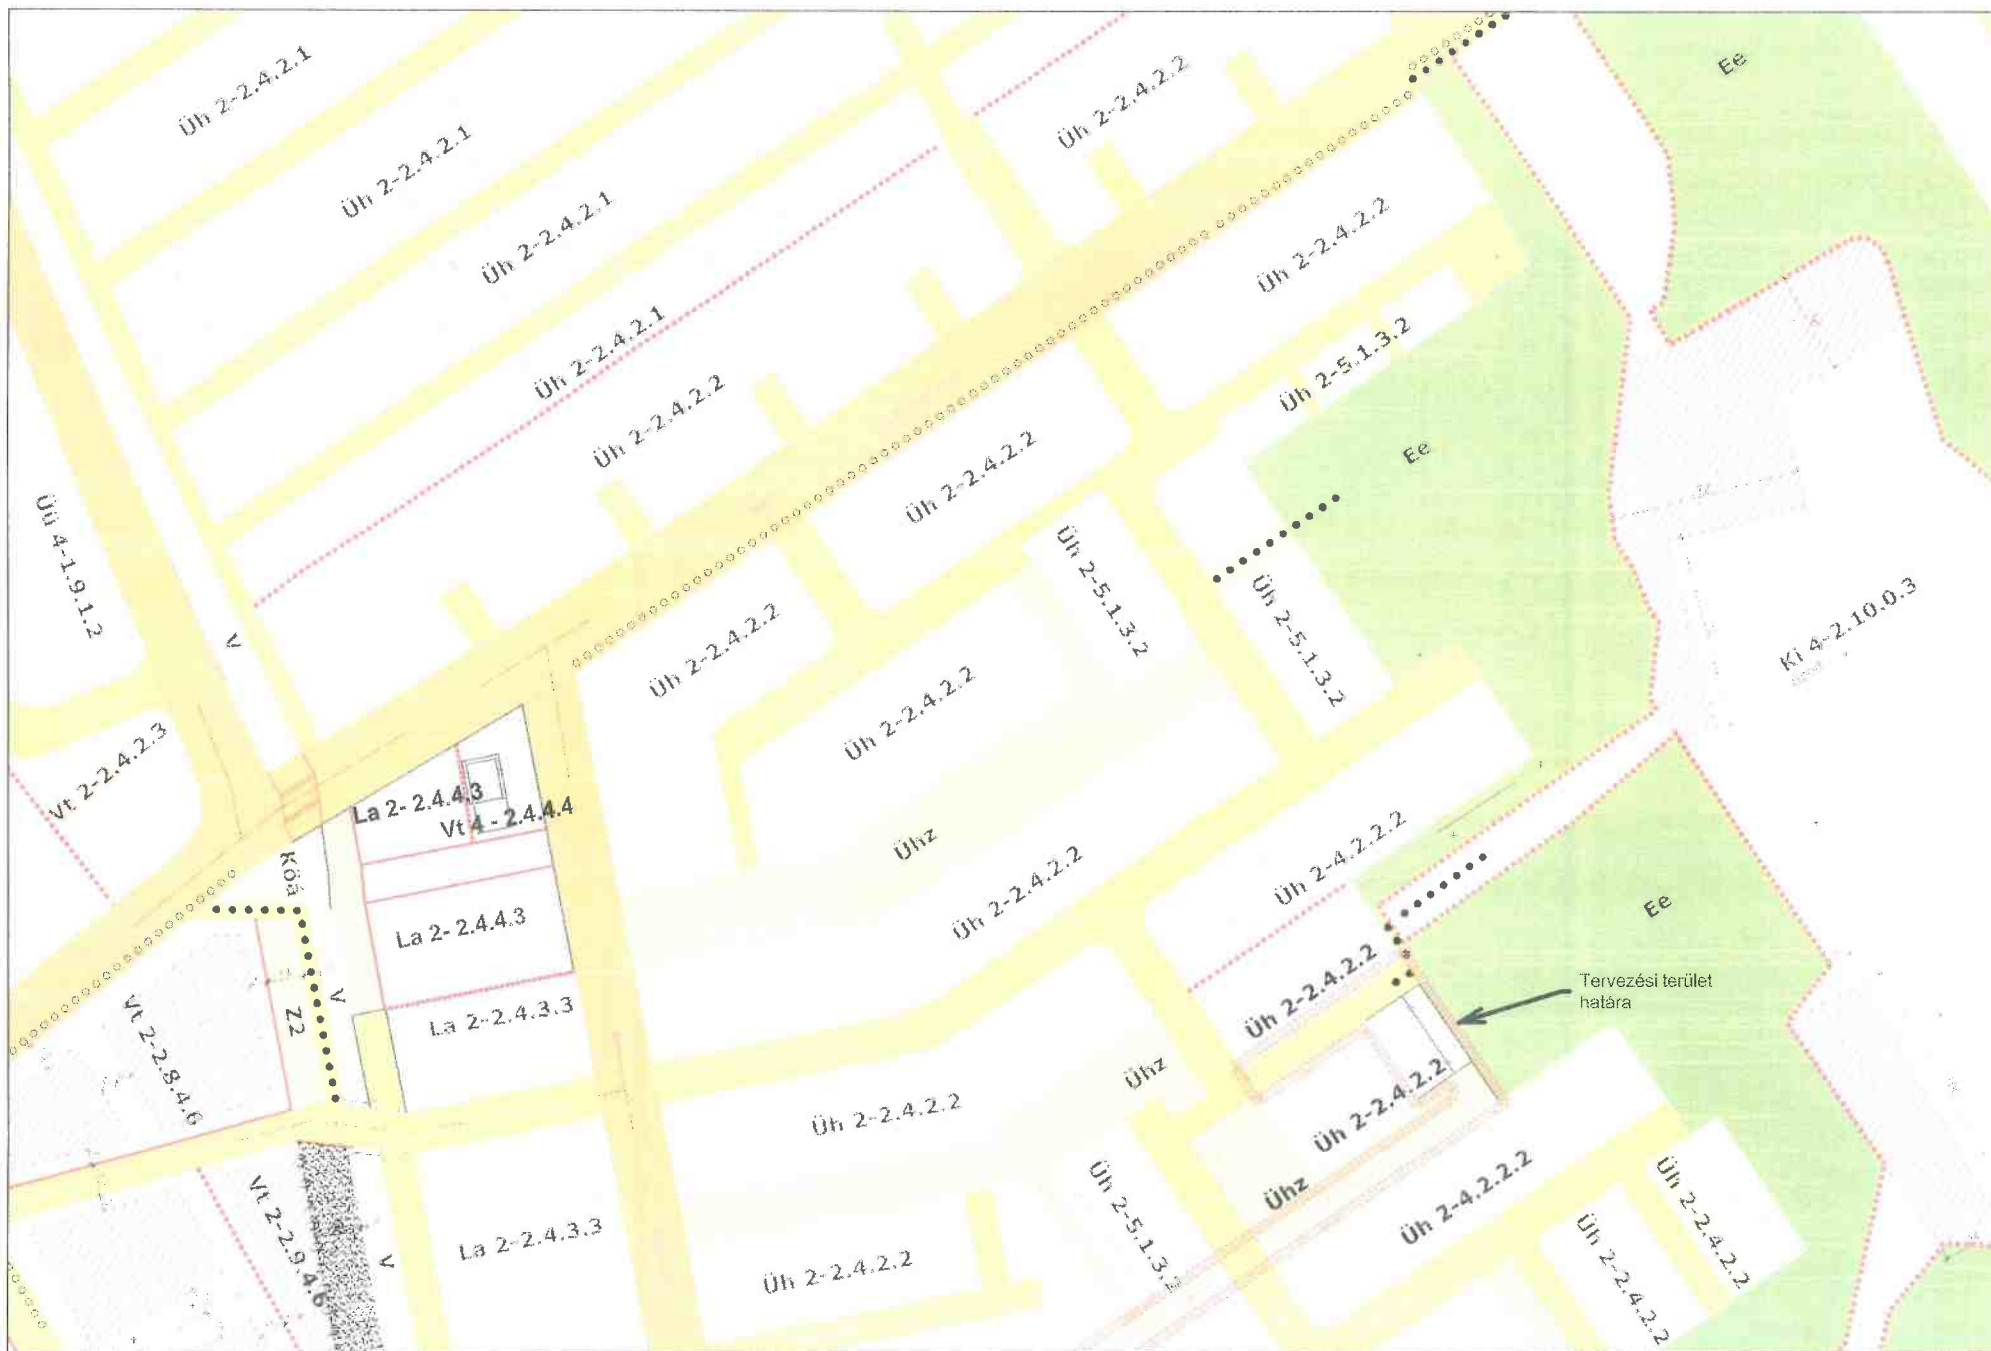 Üh 2-2.4.2.1
Üh 2-2.4.2.1
Üh 2-2.4.2.1
Üh 2-2.4.2.1
Üh 2-2.4.2.2
Üh 2-2.4.2.2
Ee
Üh 2-2.4.2.2
Üh 2-5.1.3.2
Üh 2-2.4.2.2
Ee
Üü 4-1.9.1.2
V
Üh 2-5.1.3.2
Üh 2-5.1.3.2
Üh 2-2.4.2.2
Üh 2-2.4.2.2
Ki 4-2.10.0.3
Vt 2-2.4.2.3
La 2- 2.4.4.3
Vt 4 - 2.4.4.4
Köá
Ühz
Üh 2-4.2.2.2
Üh 2-2.4.2.2
La 2- 2.4.4.3
Ee
Üh 2-2.4.2.2
Tervezési terület
határa
V
Z2
Vt 2-2.8.4.6
La 2-2.4.3.3
Ühz
Üh 2-2.4.2.2
Üh 2-2.4.2.2
Vt 2-2.9.4.6
V
La 2-2.4.3.3
Üh 2-2.4.2.2
Üh 2-5.1.3.2
Ühz
Üh 2-4.2.2.2
Üh 2-2.4.2.2
Üh 2-2.4.2.2